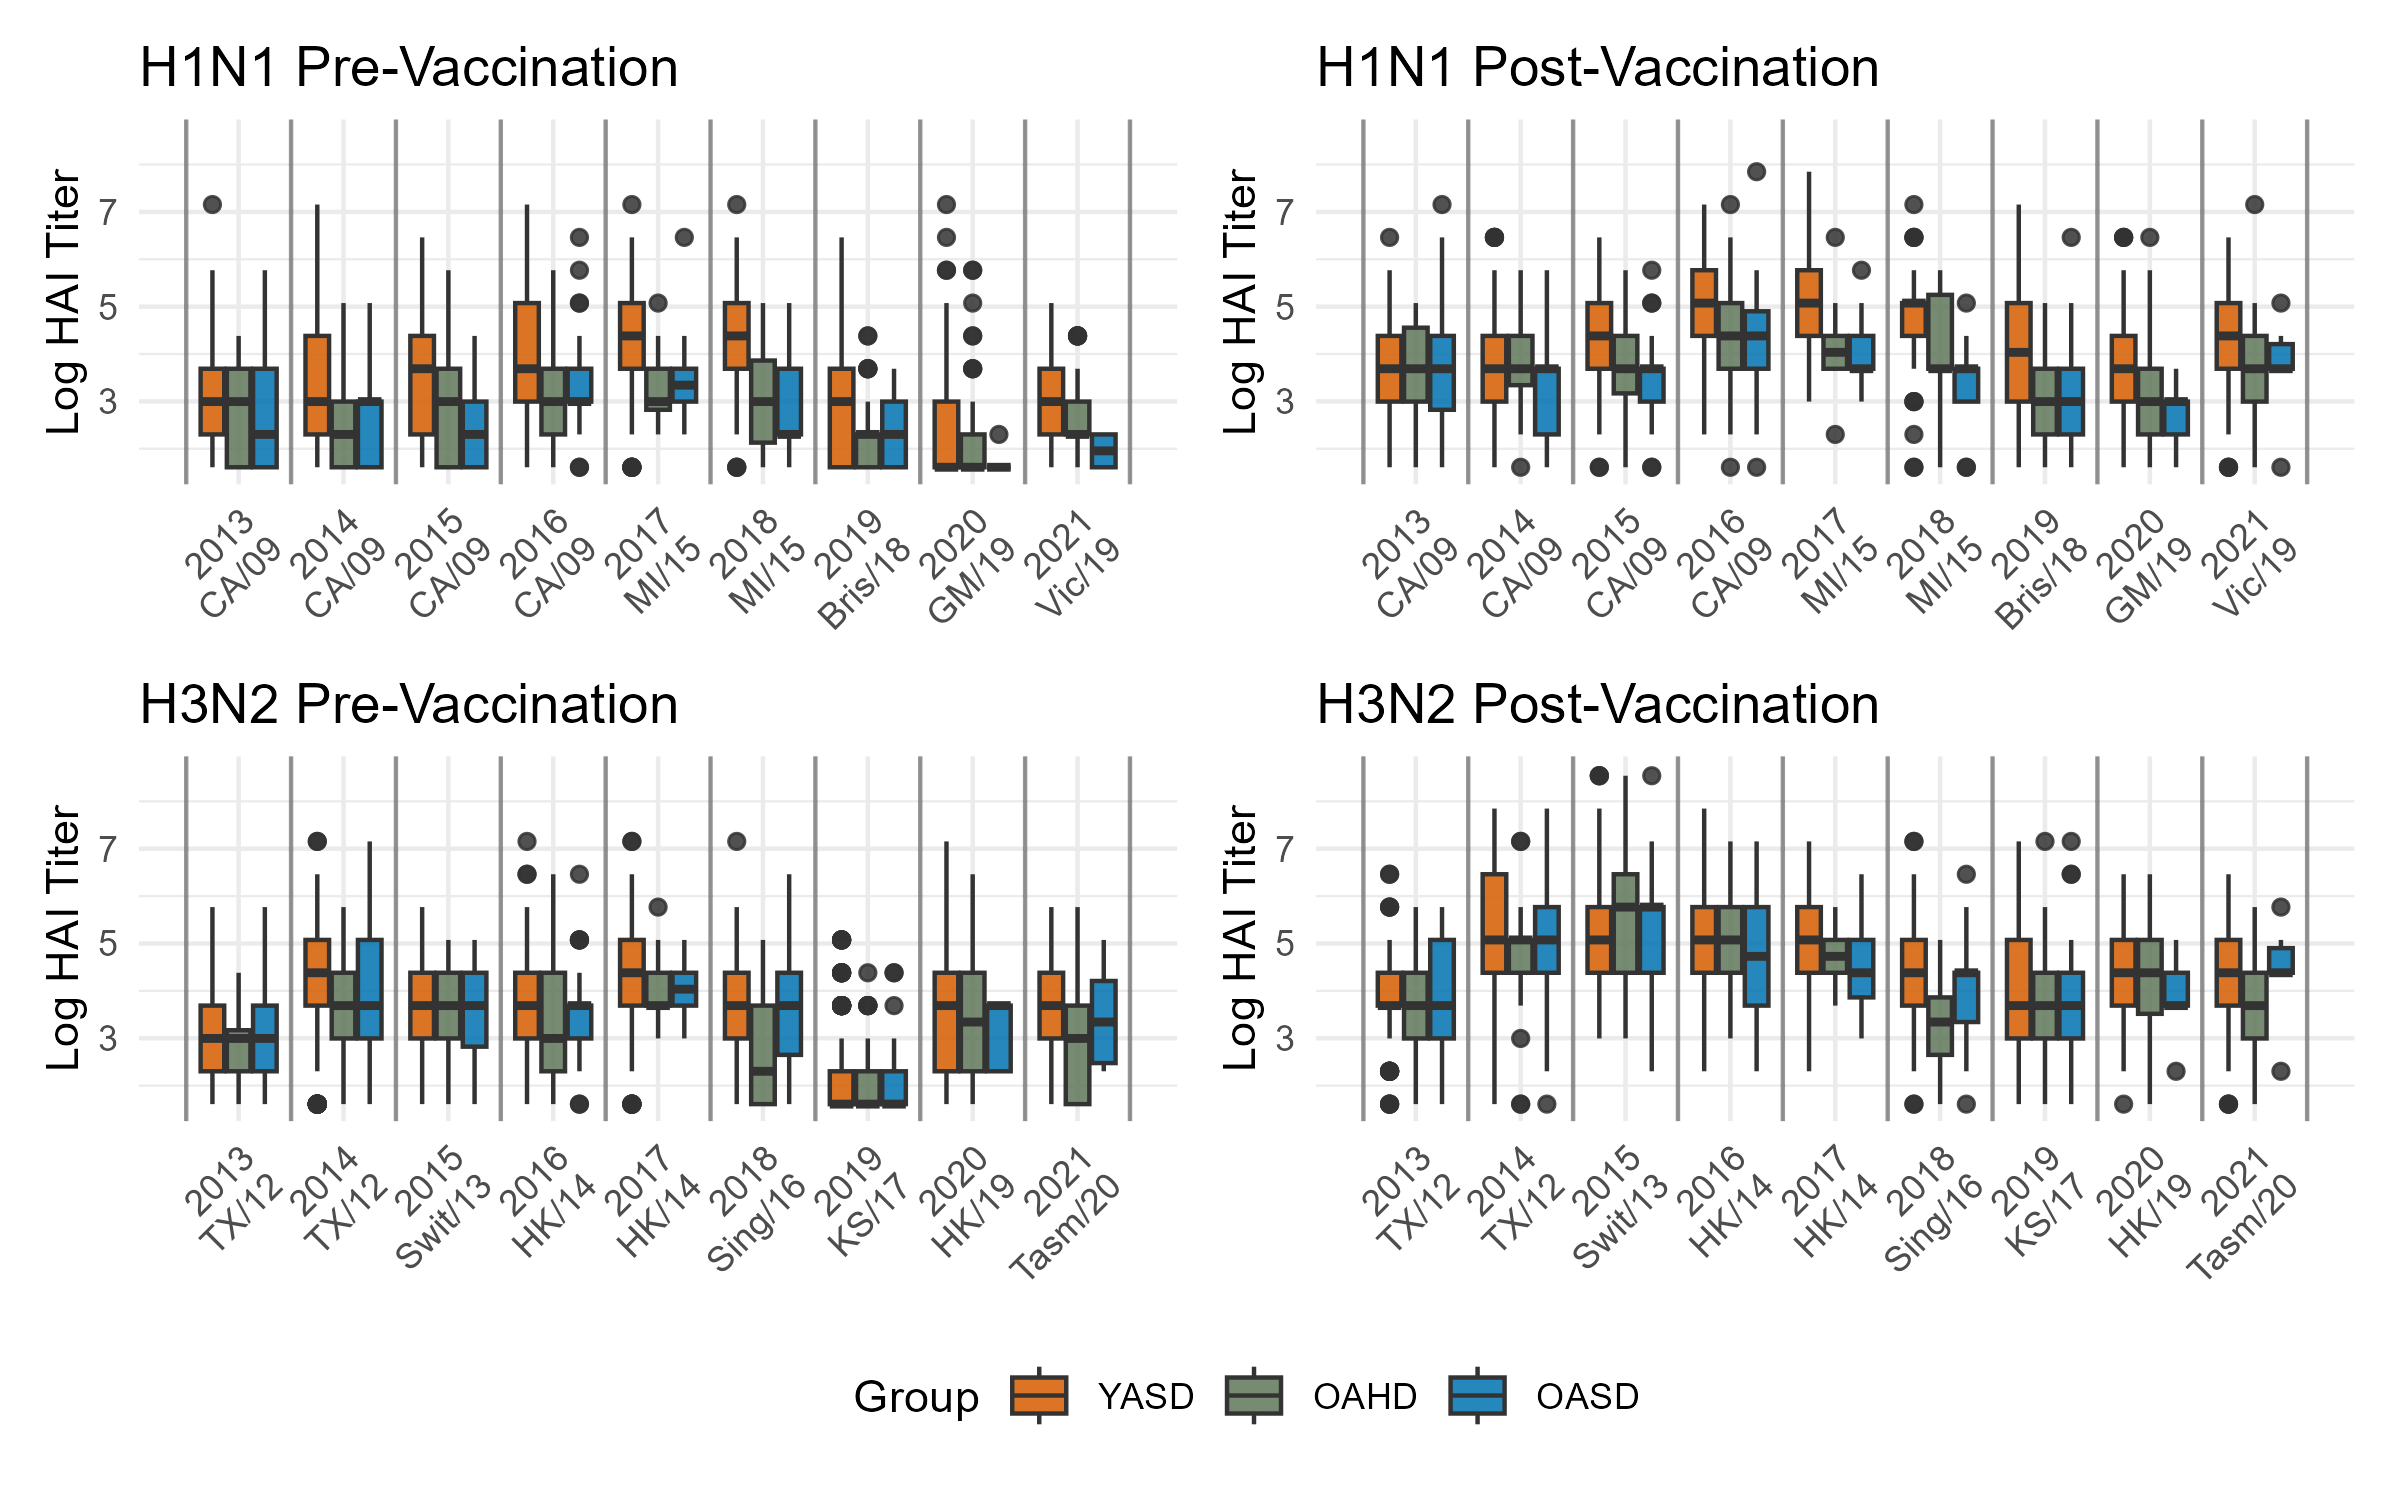 H1N1 Pre-Vaccination
Log HAI Titer
7
5
3
2013
CA/09
2014
CA/09
2015
CA/09
2016
CA/09
2017
MI/15
2018
MI/15
2019
Bris/18
2020
GM/19
2021
Vic/19
H1N1 Post-Vaccination
Log HAI Titer
7
5
3
2013
CA/09
2014
CA/09
2015
CA/09
2016
CA/09
2017
MI/15
2018
MI/15
2019
Bris/18
2020
GM/19
2021
Vic/19
H3N2 Pre-Vaccination
Log HAI Titer
7
5
3
2013
TX/12
2014
TX/12
2015
Swit/13
2016
HK/14
2017
HK/14
2018
Sing/16
2019
KS/17
2020
HK/19
2021
Tasm/20
H3N2 Post-Vaccination
Log HAI Titer
7
5
3
2013
TX/12
2014
TX/12
2015
Swit/13
2016
HK/14
2017
HK/14
2018
Sing/16
2019
KS/17
2020
HK/19
2021
Tasm/20
Group YASD OAHD OASD